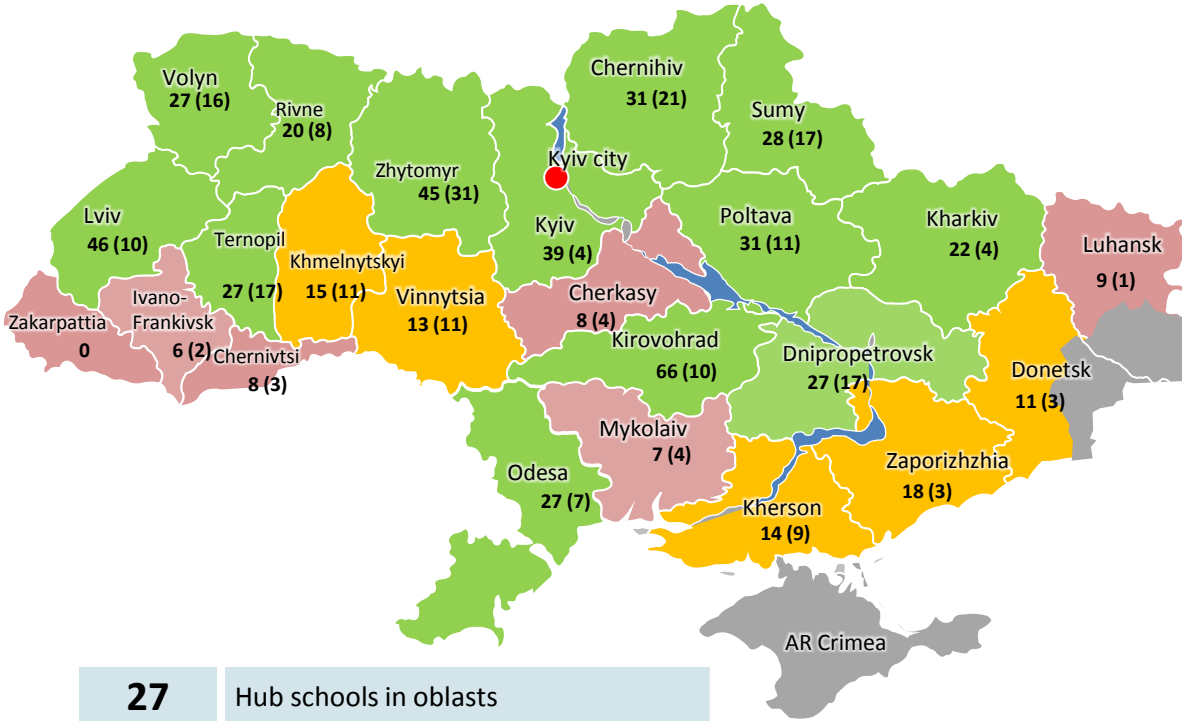 Volyn
27 (16)
Rivne
20 (8)
Zhytomyr
45 (31)
Kyiv city
Chernihiv
31 (21)
Sumy
28 (17)
Lviv
46 (10)
Ternopil
27 (17)
Khmelnytskyi
15 (11)
Vinnytsia
13 (11)
Kyiv
39 (4)
Poltava
31 (11)
Kharkiv
22 (4)
Luhansk
9 (1)
Zakarpattia
0
Ivano-
Frankivsk
6 (2)
Chernivtsi
8 (3)
Cherkasy
8 (4)
Kirovohrad
66 (10)
Dnipropetrovsk
27 (17)
Donetsk
11 (3)
Mykolaiv
7 (4)
Odesa
27 (7)
Zaporizhzhia
18 (3)
Kherson
14 (9)
AR Crimea
27 Hub schools in oblasts